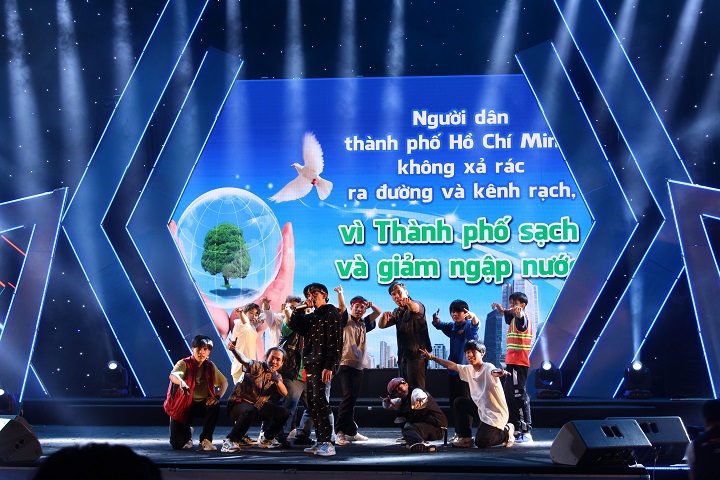 Người dân
thành phố Hồ Chí Min
không xả rác
ra đường và kênh rạch,
vì Thành phố sạch
và giảm ngập nướ